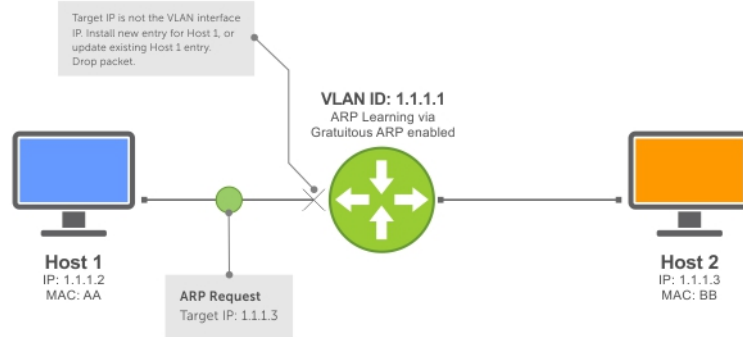 Target IP is not the VLAN interface
IP. Install new entry for Host 1, or
update existing Host 1 entry.
Drop packet.
VLAN ID: 1.1.1.1
ARP Learning via
Gratuitous ARP enabled
Host 1
IP: 1.1.1.2
MAC: AA
ARP Request
Target IP: 1.1.1.3
Host 2
IP: 1.1.1.3
MAC: BB